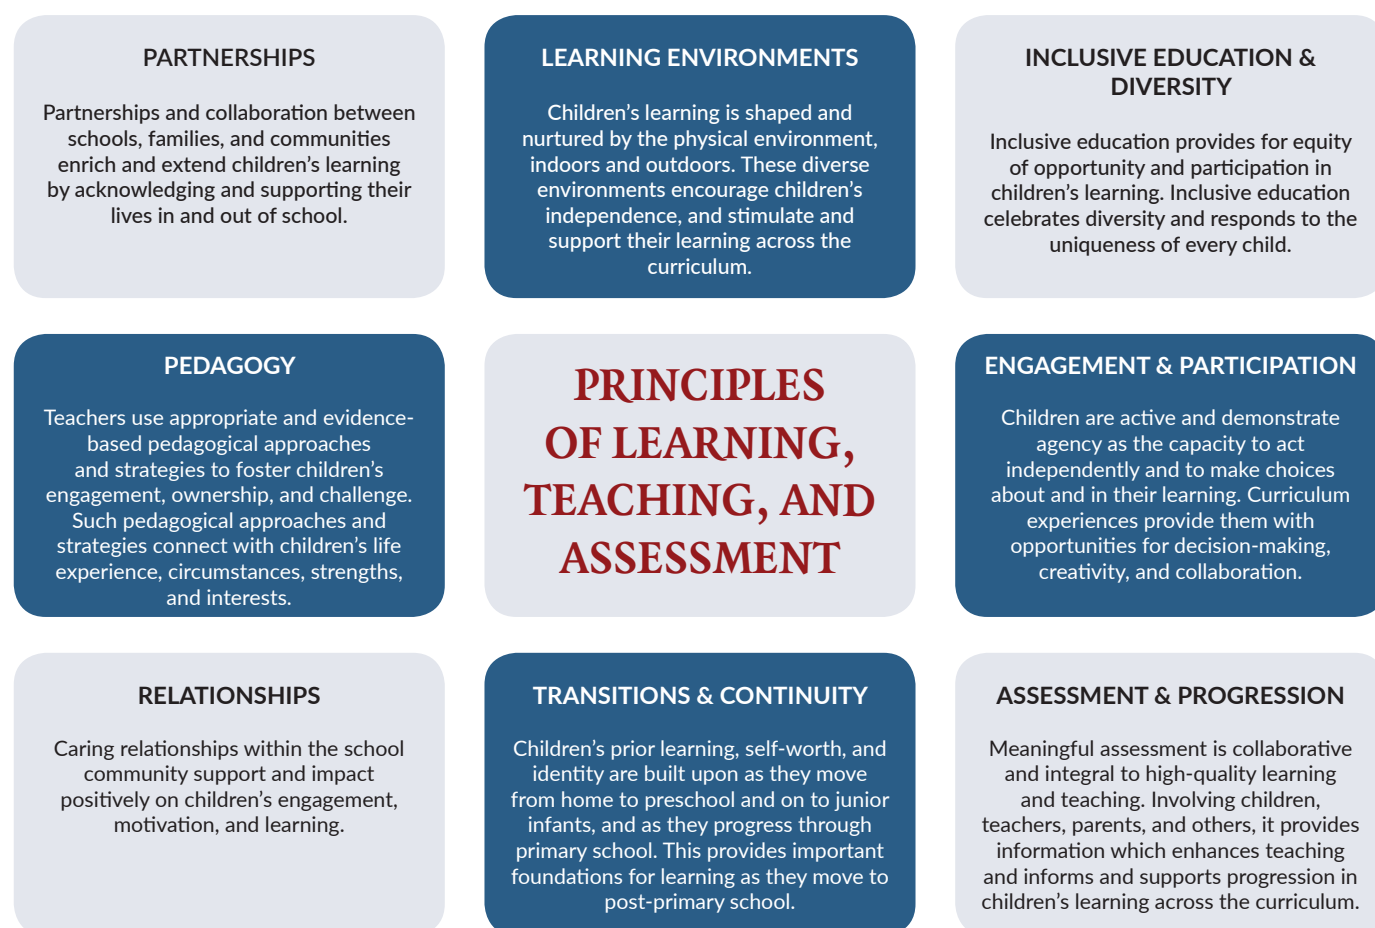 PARTNERSHIPS
Partnerships and collaboration between
schools, families, and communities
enrich and extend children’s learning
by acknowledging and supporting their
lives in and out of school.
LEARNING ENVIRONMENTS
Children’s learning is shaped and
nurtured by the physical environment,
indoors and outdoors. These diverse
environments encourage children’s
independence, and stimulate and
support their learning across the
curriculum.
INCLUSIVE EDUCATION &
DIVERSITY
Inclusive education provides for equity
of opportunity and participation in
children’s learning. Inclusive education
celebrates diversity and responds to the
uniqueness of every child.
PEDAGOGY
Teachers use appropriate and evidence-
based pedagogical approaches
and strategies to foster children’s
engagement, ownership, and challenge.
Such pedagogical approaches and
strategies connect with children’s life
experience, circumstances, strengths,
and interests.
PRINCIPLES
OF LEARNING,
TEACHING, AND
ASSESSMENT
ENGAGEMENT & PARTICIPATION
Children are active and demonstrate
agency as the capacity to act
independently and to make choices
about and in their learning. Curriculum
experiences provide them with
opportunities for decision-making,
creativity, and collaboration.
RELATIONSHIPS
Caring relationships within the school
community support and impact
positively on children’s engagement,
motivation, and learning.
TRANSITIONS & CONTINUITY
Children’s prior learning, self-worth, and
identity are built upon as they move
from home to preschool and on to junior
infants, and as they progress through
primary school. This provides important
foundations for learning as they move to
post-primary school.
ASSESSMENT & PROGRESSION
Meaningful assessment is collaborative
and integral to high-quality learning
and teaching. Involving children,
teachers, parents, and others, it provides
information which enhances teaching
and informs and supports progression in
children’s learning across the curriculum.